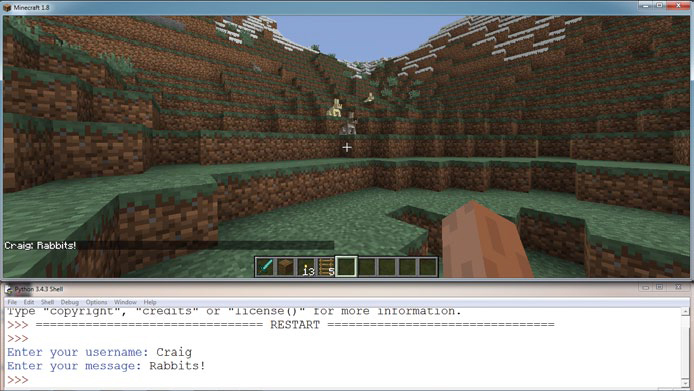 Minecraft 1.8
Craig: Rabbits!
13 5
Python 3.4.3 Shell
File Edit Shell Debug Options Window Help
Type "copyright", "credits" or "license()" for more information.
>>> ================================ RESTART ================================
>>>
Enter your username: Craig
Enter your message: Rabbits!
>>>